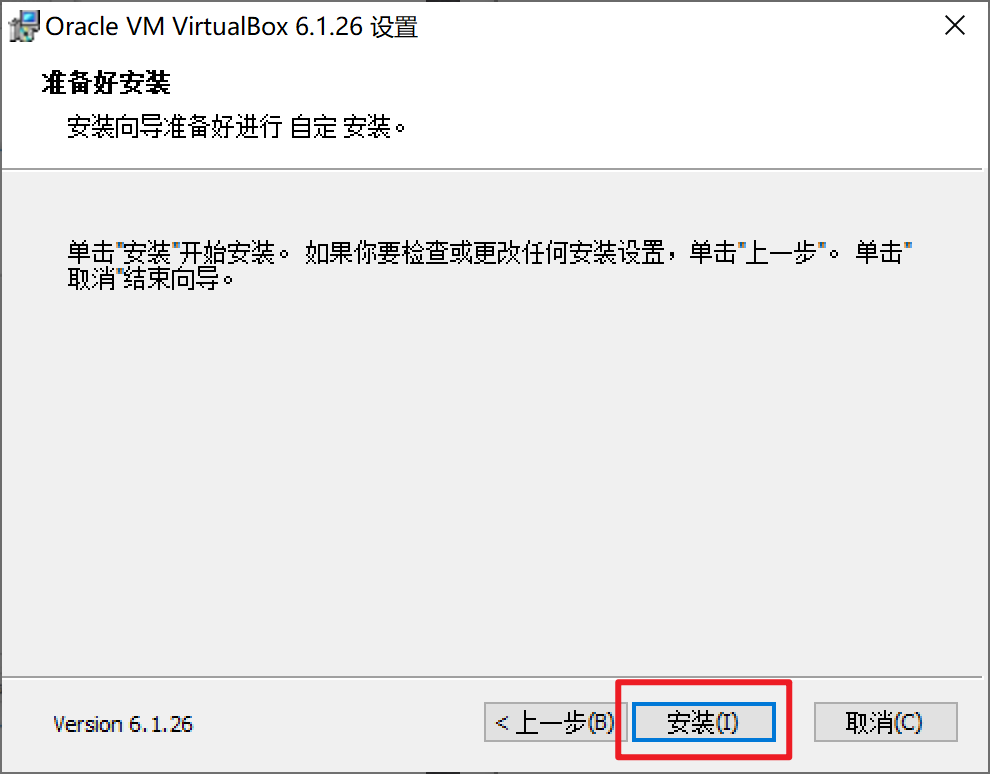 Oracle VM VirtualBox 6.1.26 设置
准备好安装
安装向导准备好进行 自定 安装。
单击"安装"开始安装。 如果你要检查或更改任何安装设置，单击"上一步"。 单击"
取消"结束向导。
Version 6.1.26
< 上一步(B)
安装(I)
取消(C)